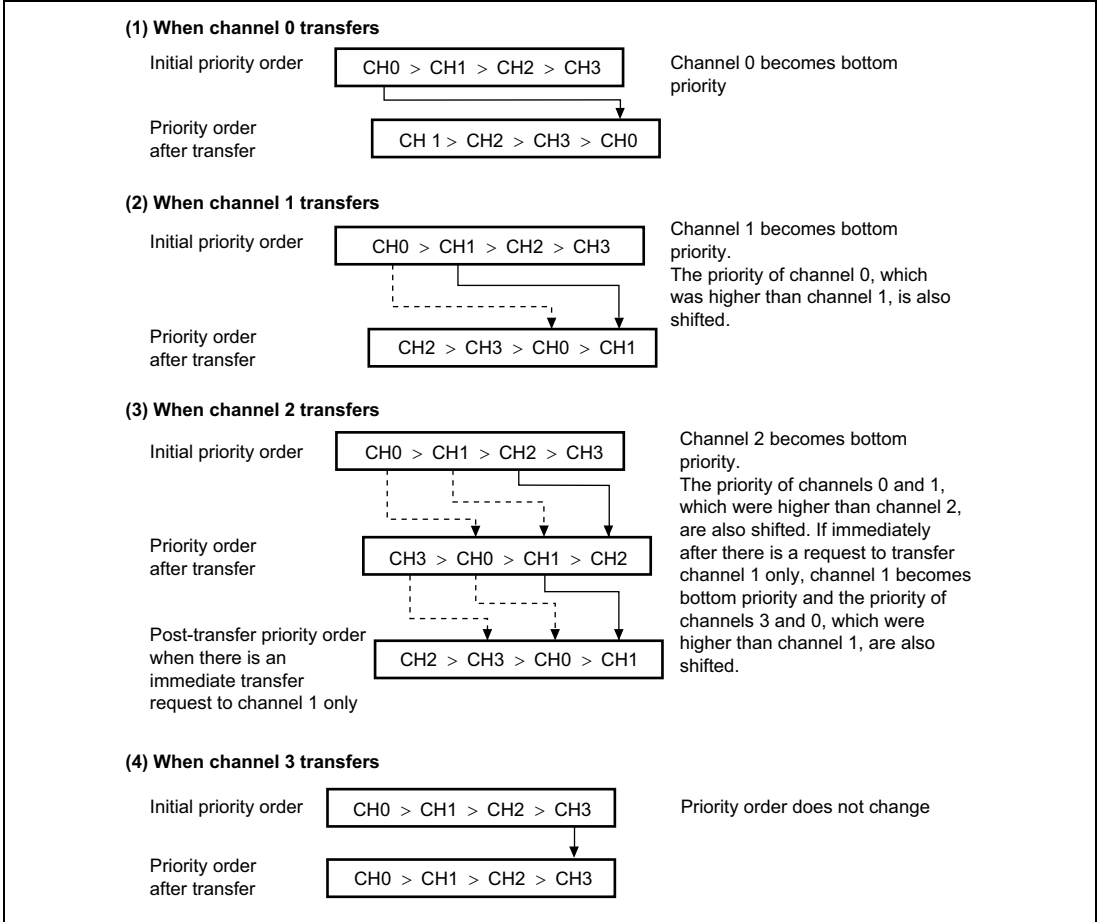 (1) When channel 0 transfers
Initial priority order
CH0 > CH1 > CH2 > CH3
Channel 0 becomes bottom
priority
Priority order
after transfer
CH 1 > CH2 > CH3 > CH0
(2) When channel 1 transfers
Initial priority order
CH0 > CH1 > CH2 > CH3
Channel 1 becomes bottom
priority.
The priority of channel 0, which
was higher than channel 1, is also
shifted.
Priority order
after transfer
CH2 > CH3 > CH0 > CH1
(3) When channel 2 transfers
Initial priority order
CH0 > CH1 > CH2 > CH3
Channel 2 becomes bottom
priority.
The priority of channels 0 and 1,
which were higher than channel 2,
are also shifted. If immediately
after there is a request to transfer
channel 1 only, channel 1 becomes
bottom priority and the priority of
channels 3 and 0, which were
higher than channel 1, are also
shifted.
Priority order
after transfer
CH3 > CH0 > CH1 > CH2
Post-transfer priority order
when there is an
immediate transfer
request to channel 1 only
CH2 > CH3 > CH0 > CH1
(4) When channel 3 transfers
Initial priority order
CH0 > CH1 > CH2 > CH3
Priority order does not change
Priority order
after transfer
CH0 > CH1 > CH2 > CH3